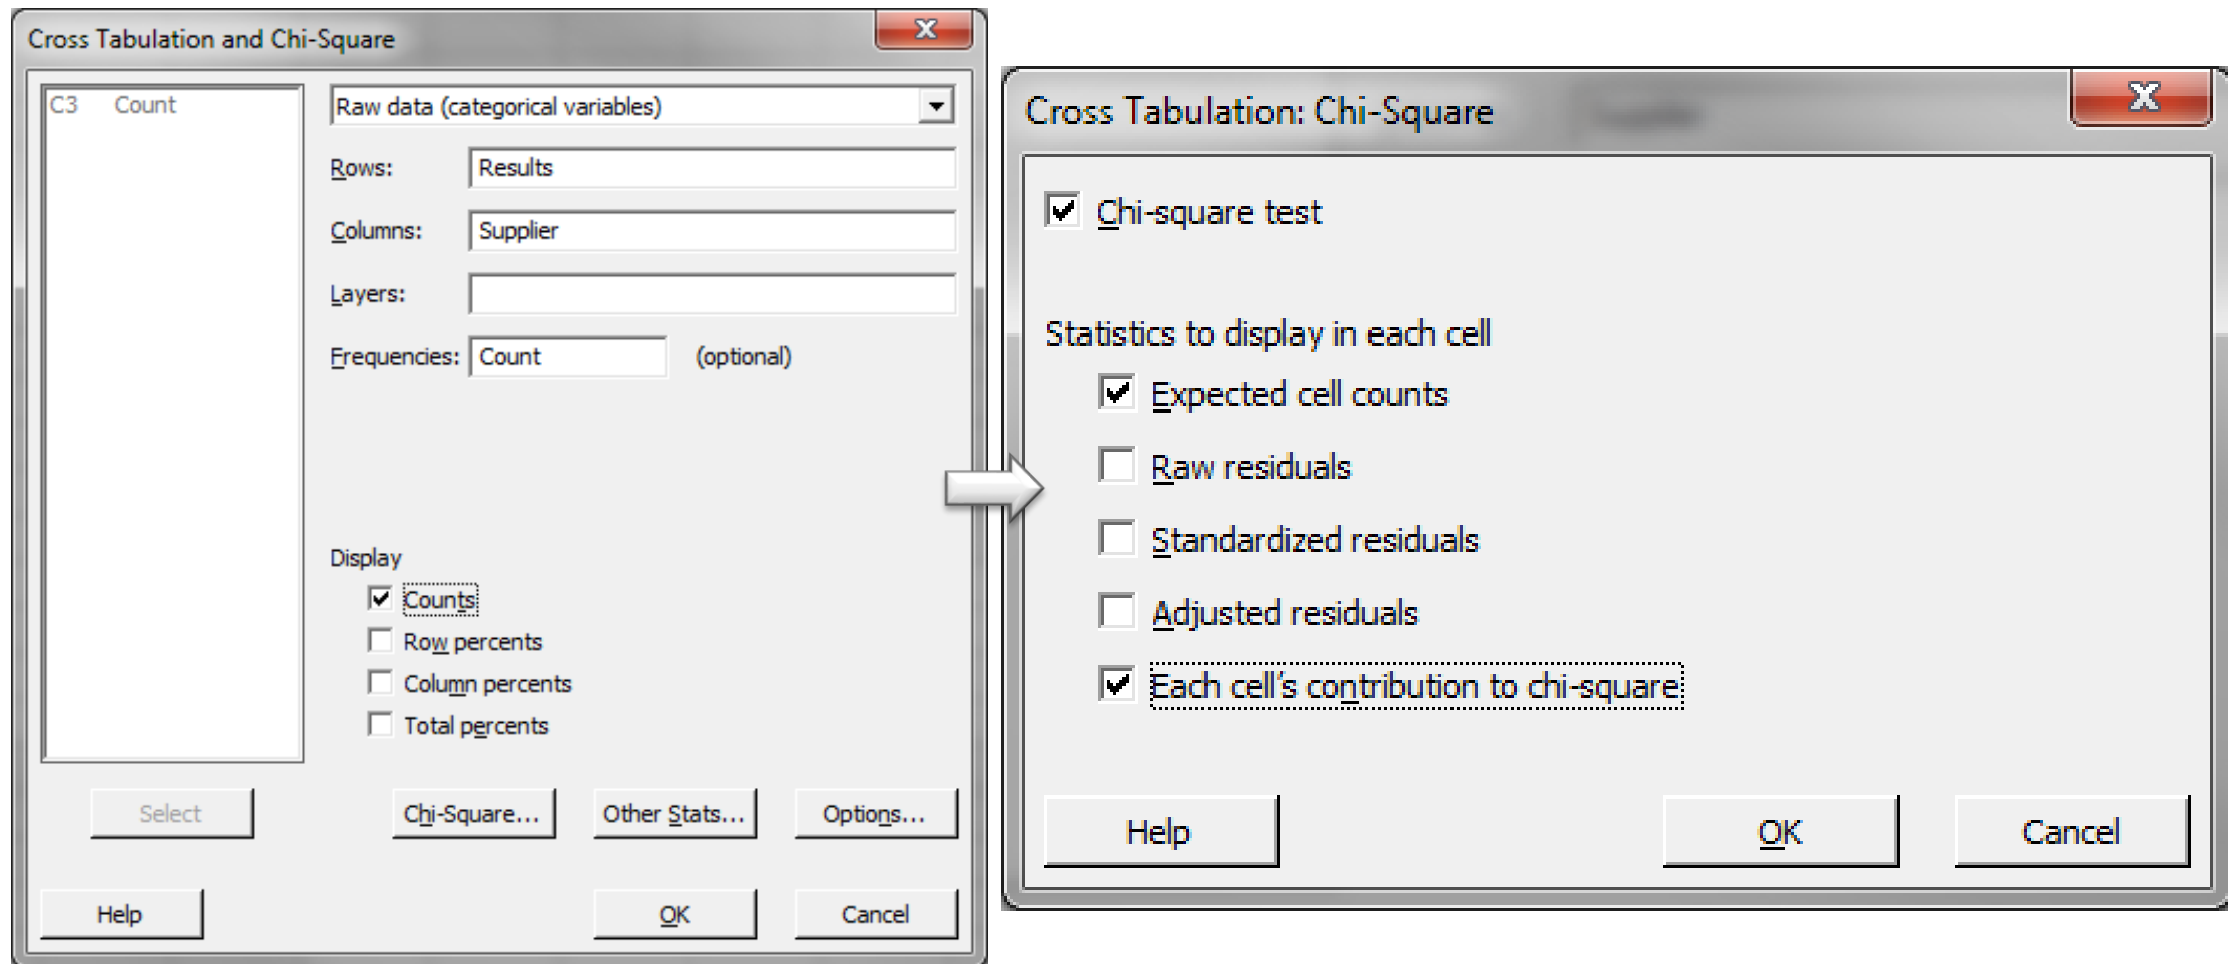 Cross Tabulation and Chi-Square
C3 Count
Raw data (categorical variables)
Rows: Results
Columns: Supplier
Layers:
Frequencies: Count (optional)
Display
Counts
Row percents
Column percents
Total percents
Select
Chi-Square...
Other Stats...
Options...
Help
OK
Cancel
Cross Tabulation: Chi-Square
Chi-square test
Statistics to display in each cell
Expected cell counts
Raw residuals
Standardized residuals
Adjusted residuals
Each cell's contribution to chi-square
Help
OK
Cancel